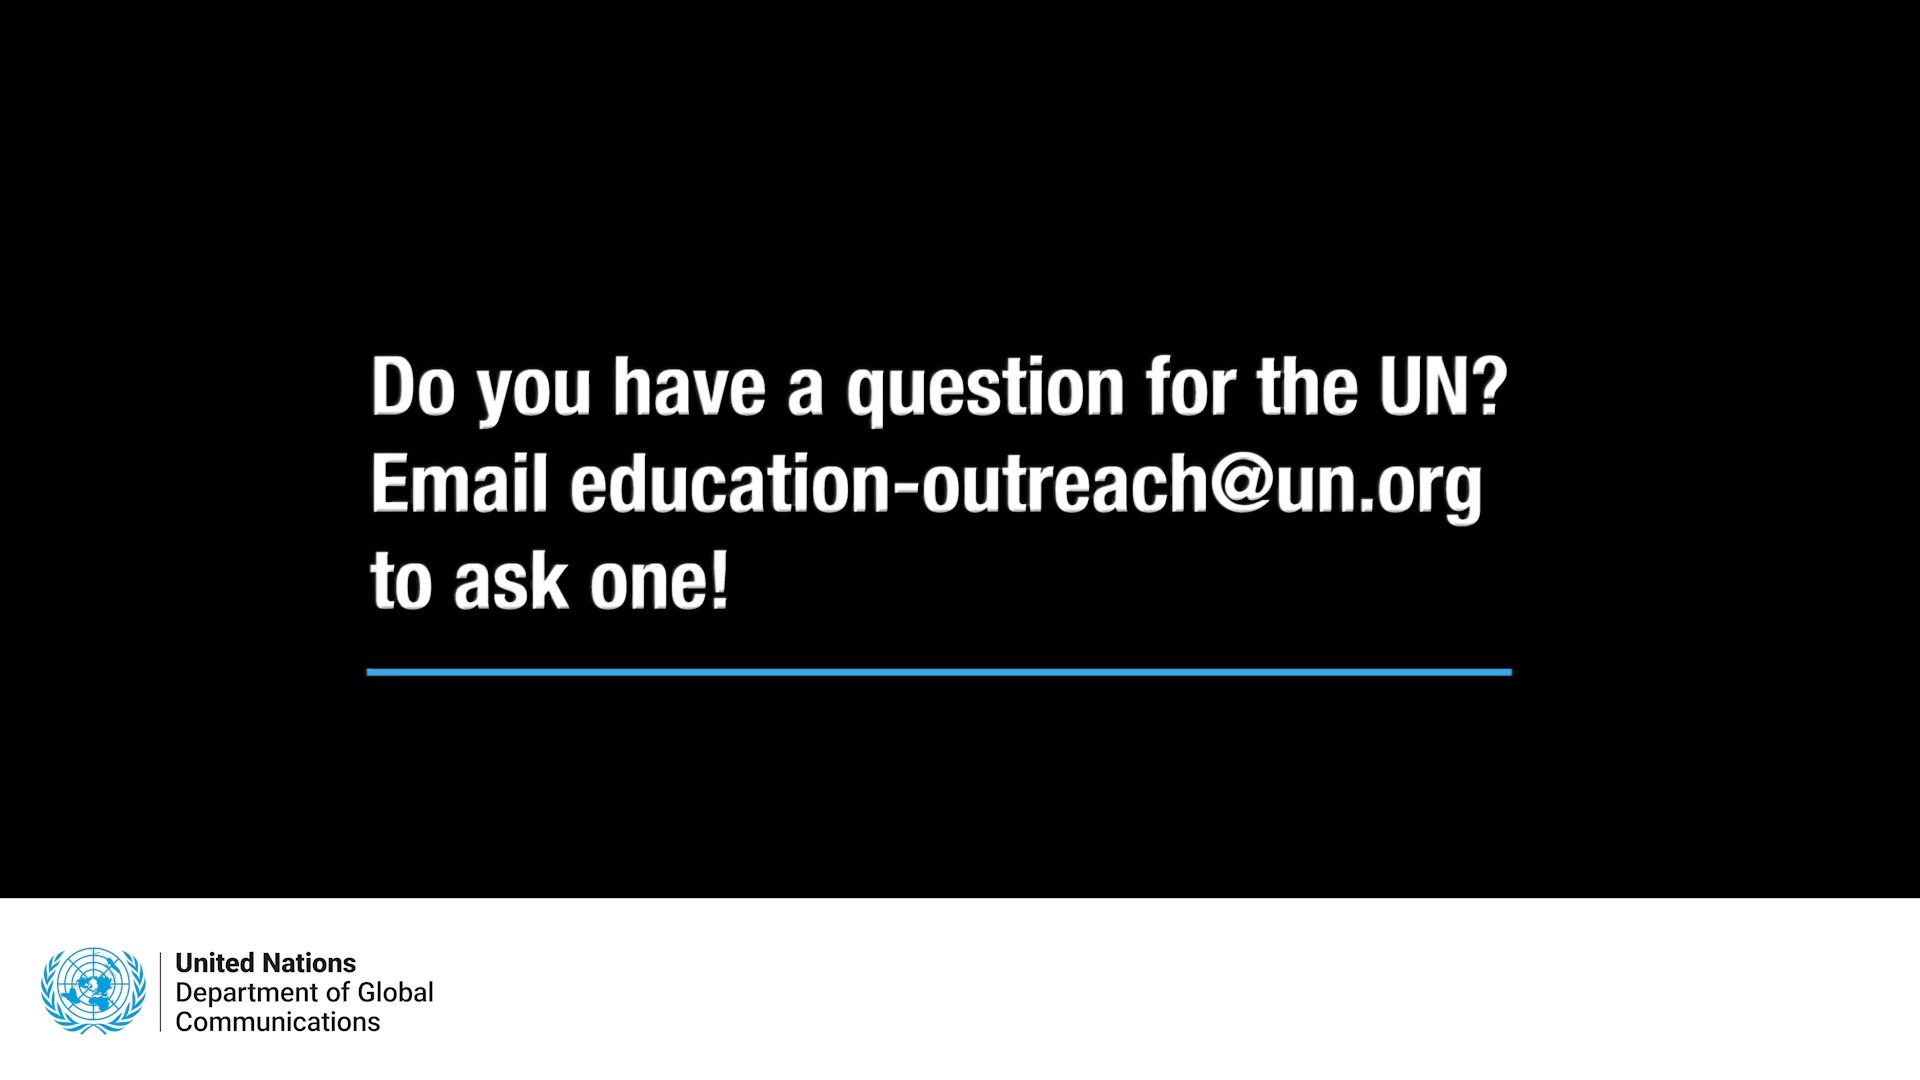 Do you have a question for the UN?
Email education-outreach@un.org
to ask one!
United Nations
Department of Global
Communications